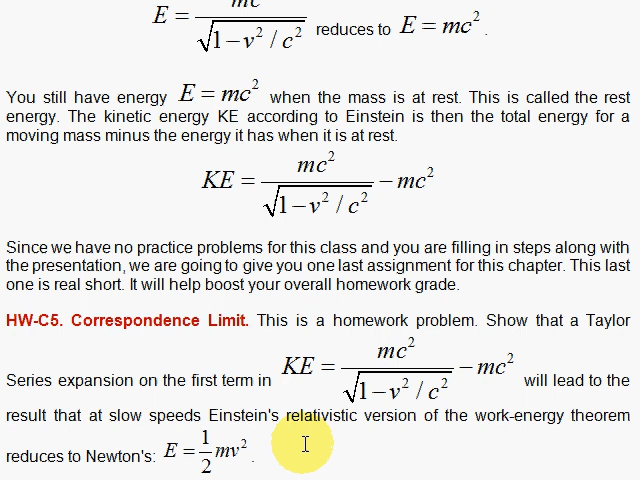 E = mc² / √(1−v² / c²) reduces to E = mc² .
You still have energy E = mc² when the mass is at rest. This is called the rest
energy. The kinetic energy KE according to Einstein is then the total energy for a
moving mass minus the energy it has when it is at rest.
KE = mc² / √(1−v² / c²) − mc²
Since we have no practice problems for this class and you are filling in steps along with
the presentation, we are going to give you one last assignment for this chapter. This last
one is real short. It will help boost your overall homework grade.
HW-C5. Correspondence Limit. This is a homework problem. Show that a Taylor
Series expansion on the first term in KE = mc² / √(1−v² / c²) − mc² will lead to the
result that at slow speeds Einstein's relativistic version of the work-energy theorem
reduces to Newton's: E = 1/2 mv² .